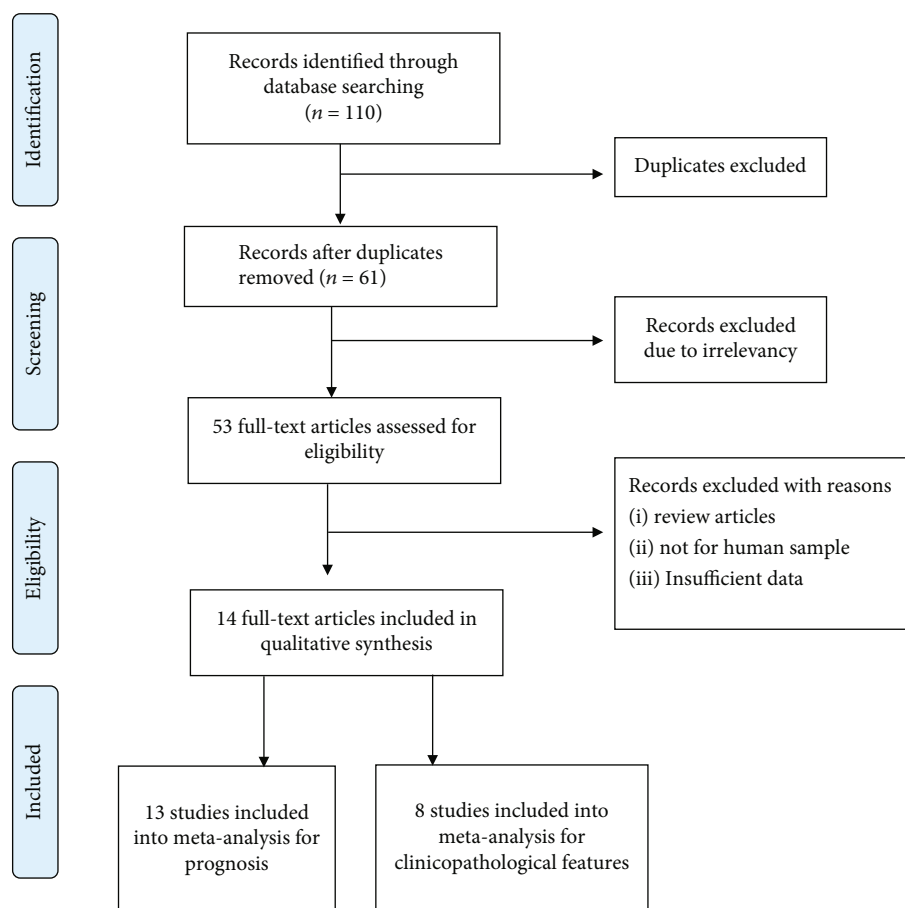 Identification
Records identified through
database searching
(n = 110)
Duplicates excluded
Screening
Records after duplicates
removed (n = 61)
Records excluded
due to irrelevancy
53 full-text articles assessed for
eligibility
Eligibility
Records excluded with reasons
(i) review articles
(ii) not for human sample
(iii) Insufficient data
14 full-text articles included in
qualitative synthesis
Included
13 studies included
into meta-analysis for
prognosis
8 studies included into
meta-analysis for
clinicopathological features